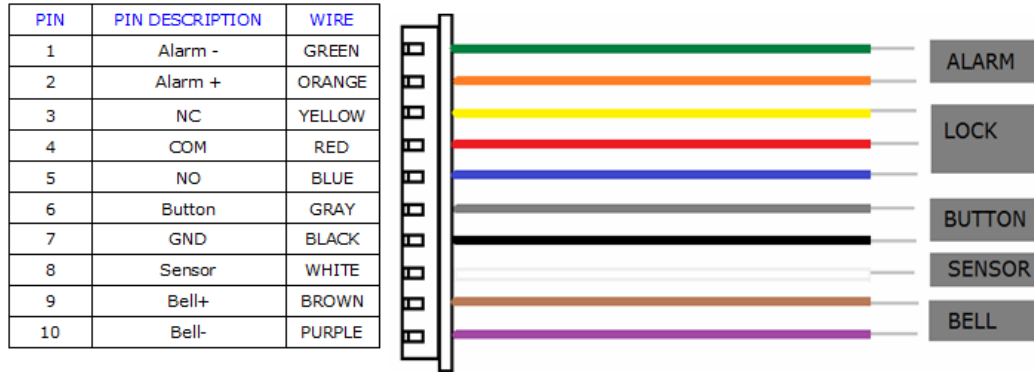 PIN PIN DESCRIPTION WIRE
1 Alarm - GREEN
2 Alarm + ORANGE
3 NC YELLOW
4 COM RED
5 NO BLUE
6 Button GRAY
7 GND BLACK
8 Sensor WHITE
9 Bell+ BROWN
10 Bell- PURPLE
ALARM
LOCK
BUTTON
SENSOR
BELL